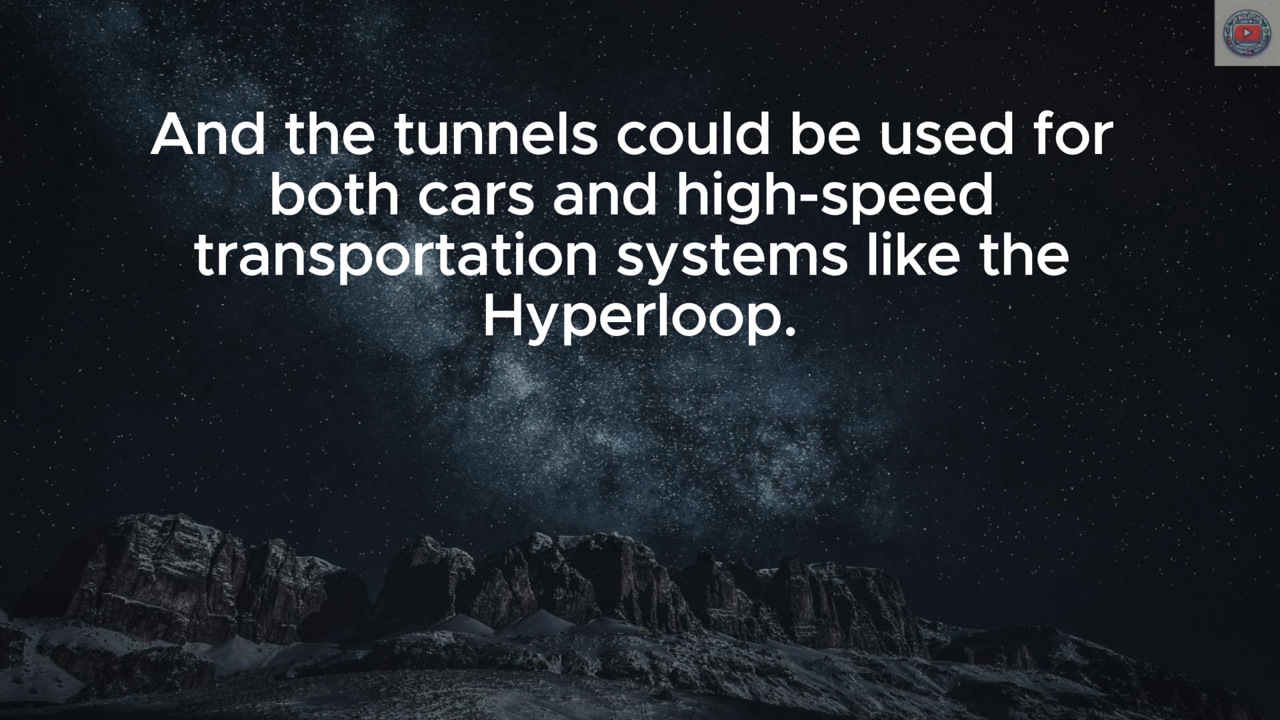 And the tunnels could be used for
both cars and high-speed
transportation systems like the
Hyperloop.